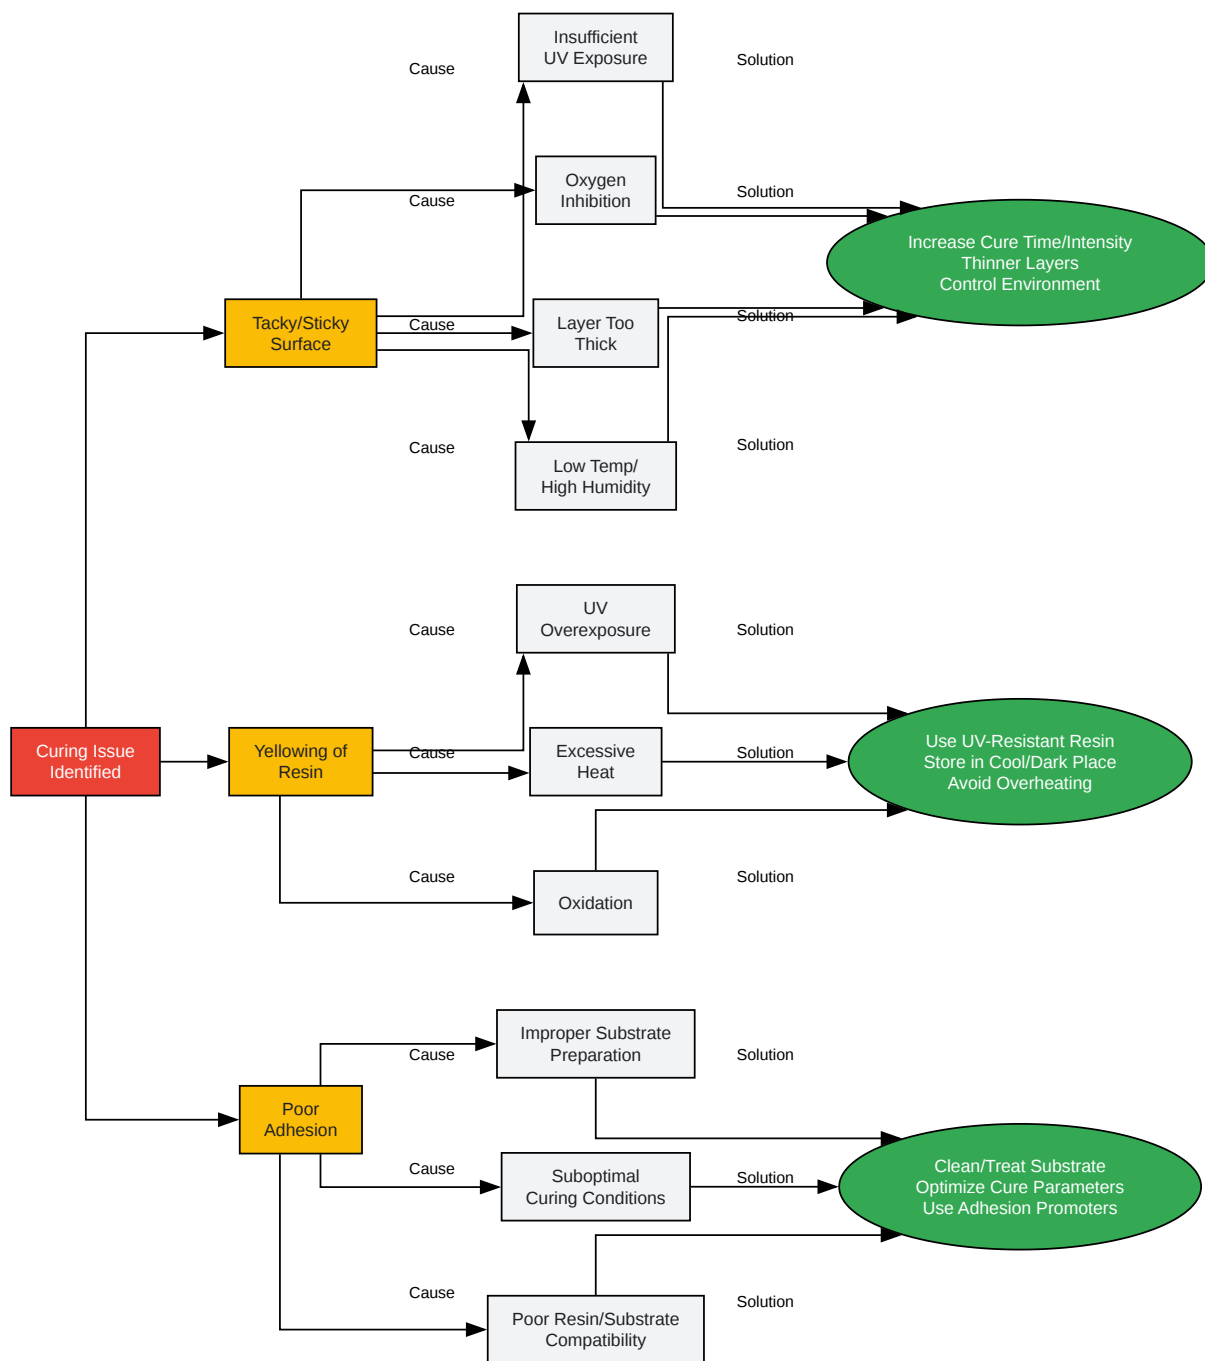 Insufficient
UV Exposure
Cause
Solution
Oxygen
Inhibition
Cause
Solution
Increase Cure Time/Intensity
Thinner Layers
Control Environment
Tacky/Sticky
Surface
Cause
Layer Too
Thick
Solution
Cause
Low Temp/
High Humidity
Solution
Cause
UV
Overexposure
Solution
Curing Issue
Identified
Yellowing of
Resin
Cause
Excessive
Heat
Solution
Use UV-Resistant Resin
Store in Cool/Dark Place
Avoid Overheating
Cause
Oxidation
Solution
Cause
Improper Substrate
Preparation
Solution
Poor
Adhesion
Cause
Suboptimal
Curing Conditions
Solution
Clean/Treat Substrate
Optimize Cure Parameters
Use Adhesion Promoters
Cause
Poor Resin/Substrate
Compatibility
Solution